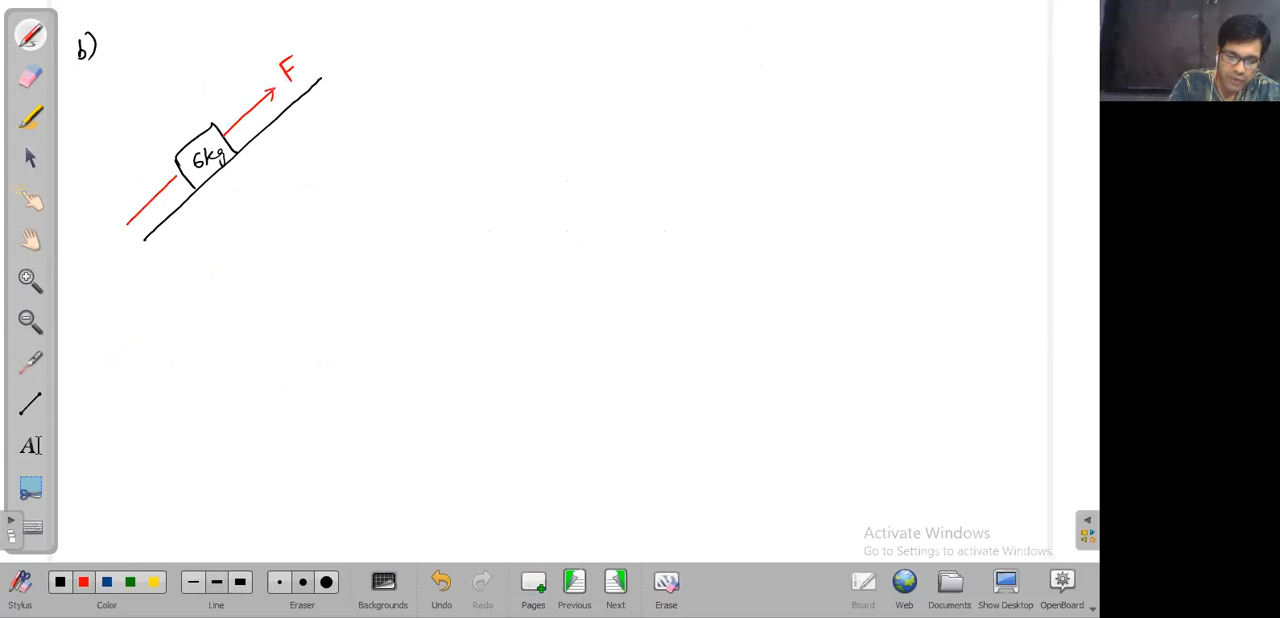 b)
F
6kg
Activate Windows
Go to Settings to activate Windows.
A
Stylus
Color
Line
Eraser
Backgrounds
Undo
Redo
Pages
Previous
Next
Erase
Board
Web
Documents
Show Desktop
OpenBoard